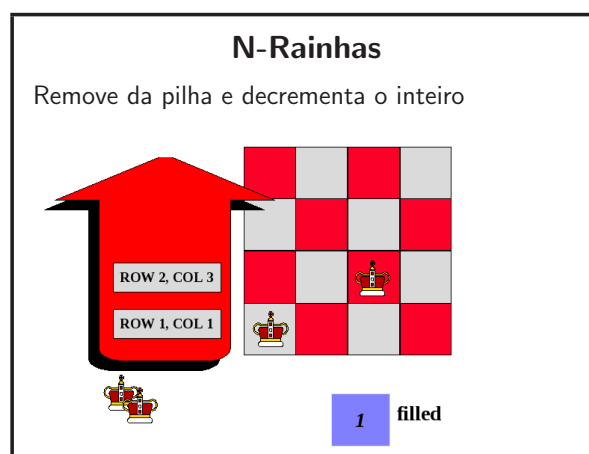 N-Rainhas
Remove da pilha e decrementa o inteiro
ROW 2, COL 3
ROW 1, COL 1
1 filled